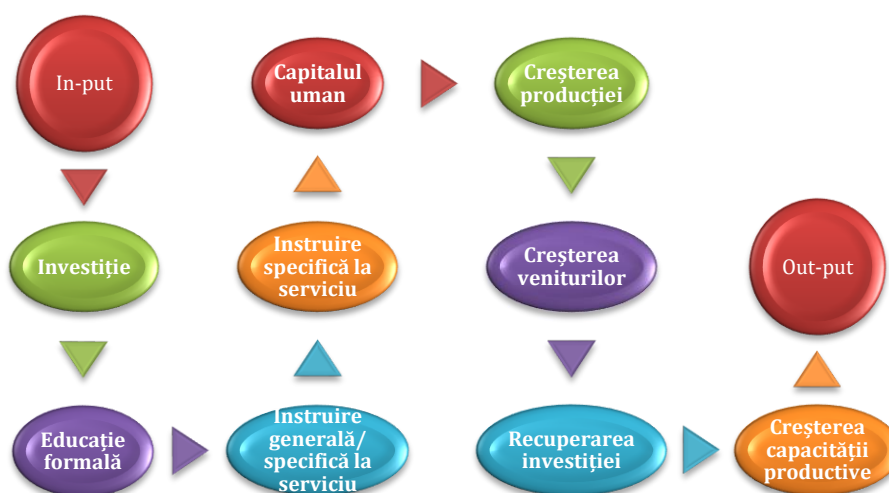 In-put
Investiție
Educație
formală
Instruire
generală/
specifică la
serviciu
Instruire
specifică la
serviciu
Capitalul
uman
Creșterea
producției
Creșterea
veniturilor
Recuperarea
investiției
Creșterea
capacității
productive
Out-put